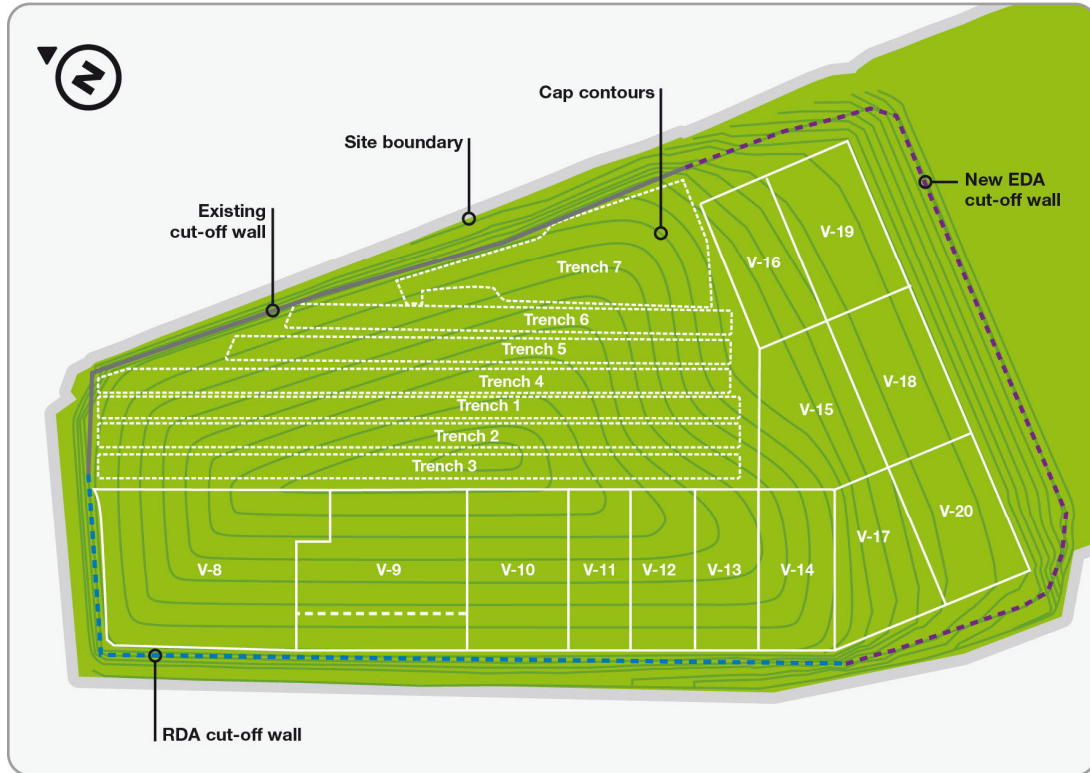 N
Cap contours
Site boundary
New EDA
cut-off wall
Existing
cut-off wall
V-19
V-16
Trench 7
Trench 6
Trench 5
V-18
Trench 4
Trench 1
V-15
Trench 2
Trench 3
V-20
V-17
V-8
V-9
V-10
V-11
V-12
V-13
V-14
RDA cut-off wall